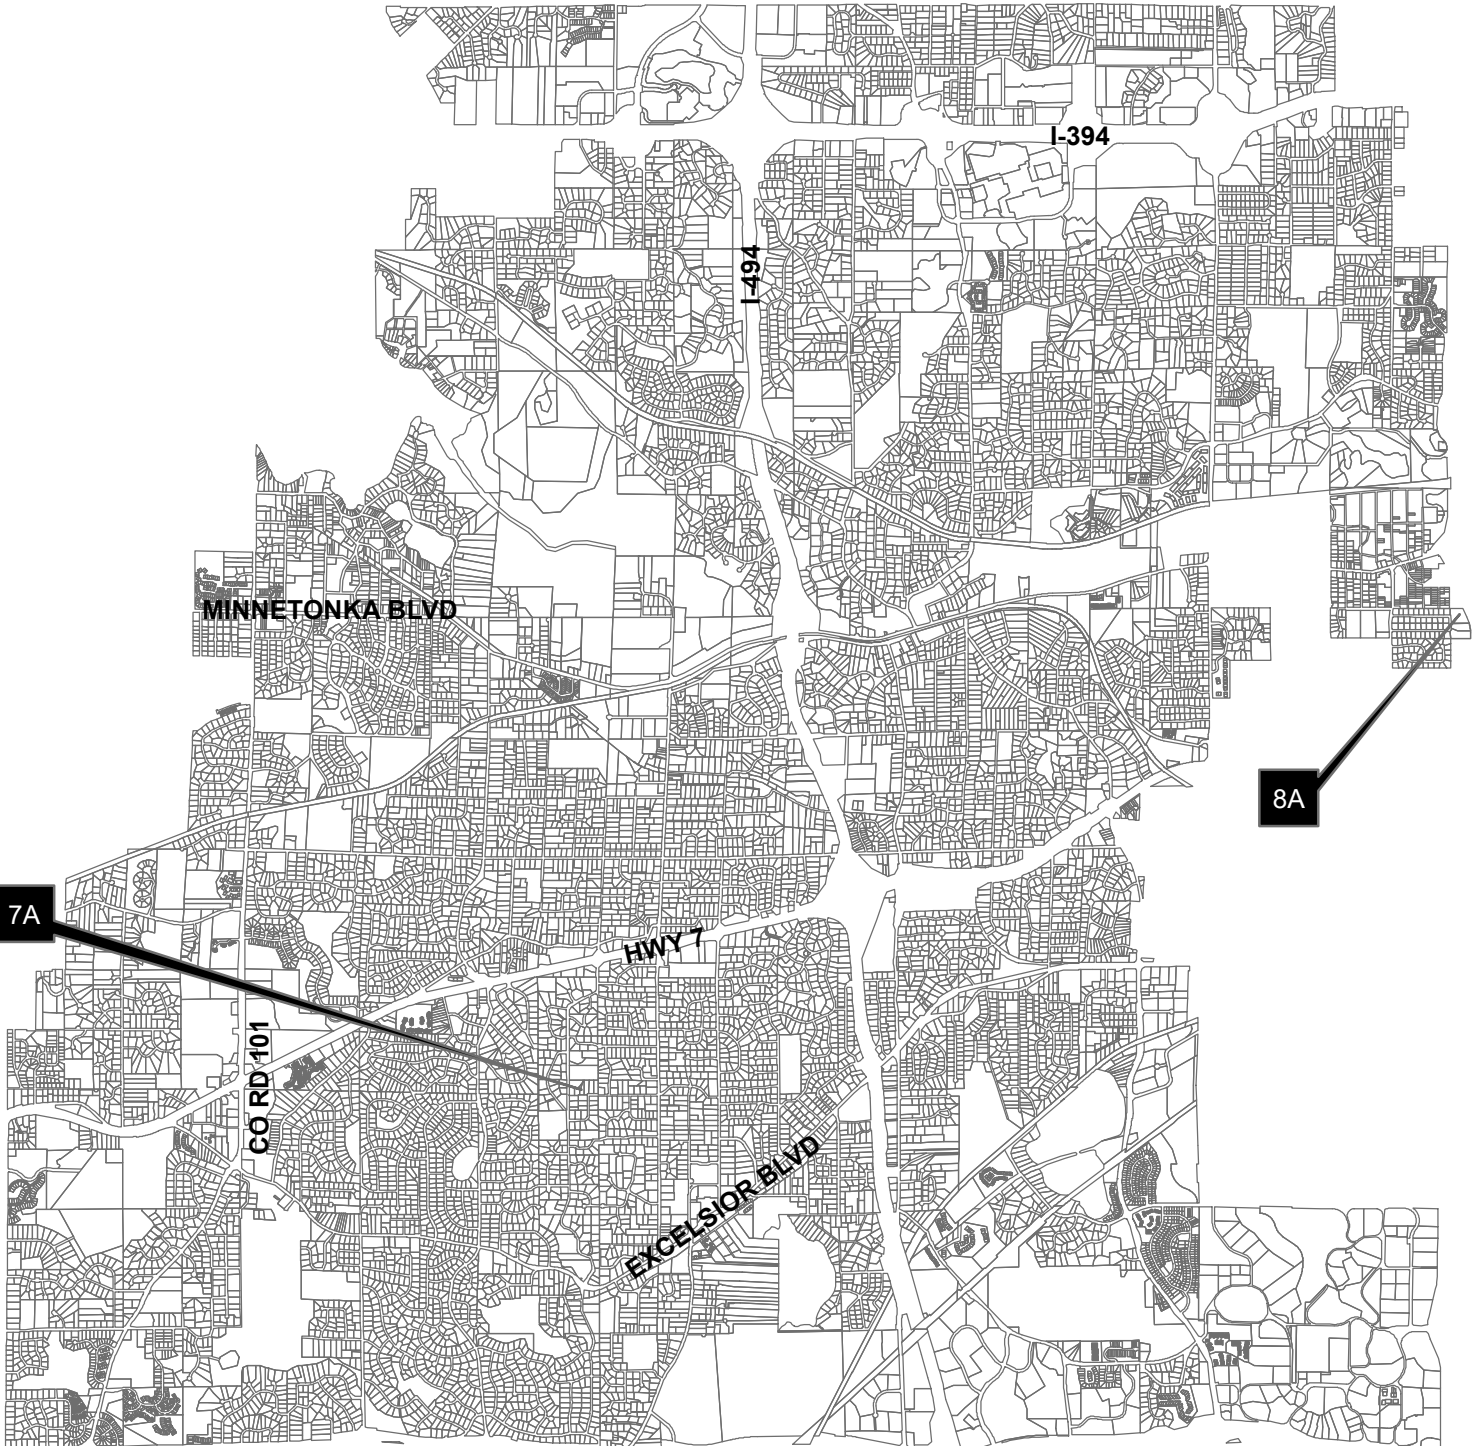 I-394
I-494
MINNETONKA BLVD
8A
7A
HWY 7
CO RD 101
EXCELSIOR BLVD